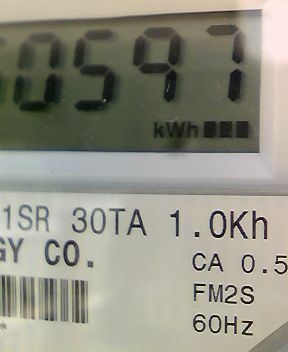 0597
kWh
1SR 30TA 1.0Kh
GY CO.
CA 0.5
FM2S
60Hz